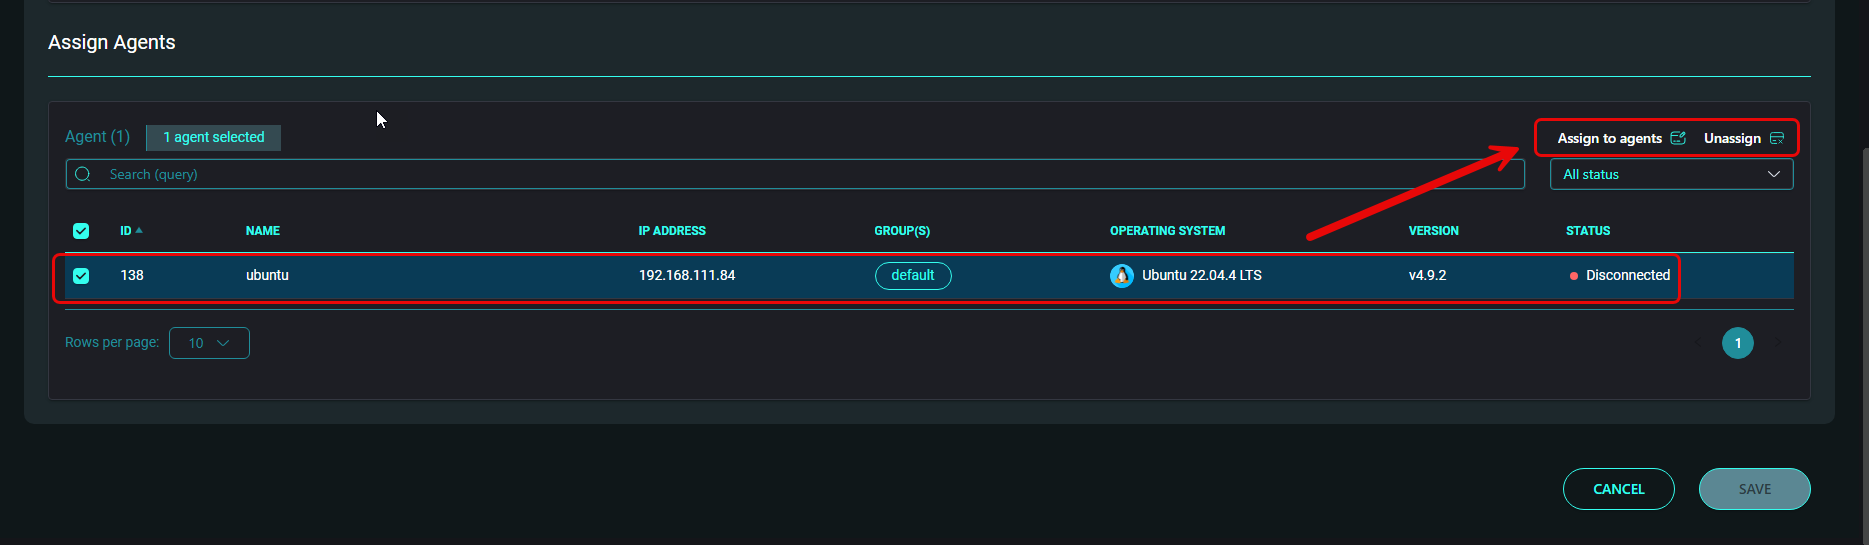 Assign Agents
Agent (1) 1 agent selected Assign to agents Unassign
Search (query) All status
ID NAME IP ADDRESS GROUP(S) OPERATING SYSTEM VERSION STATUS
138 ubuntu 192.168.111.84 default Ubuntu 22.04.4 LTS v4.9.2 Disconnected
Rows per page: 10 1
CANCEL SAVE